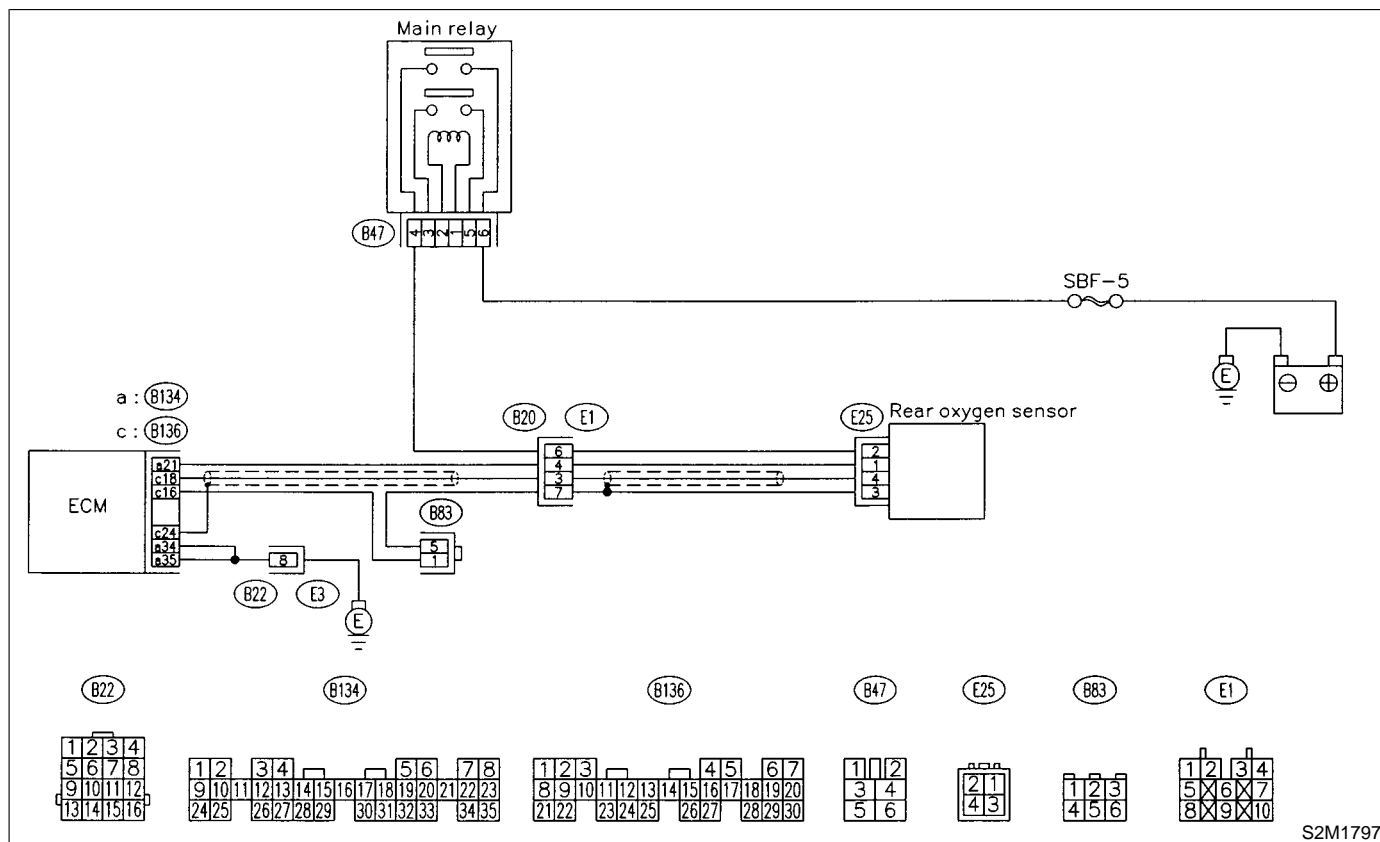 Main relay
B47
4 3 2 1 5 6
SBF-5
E
⊖ ⊕
a : B134
c : B136
B20
E1
E25
Rear oxygen sensor
ECM
a21
c18
c16
c24
a34
a35
6
4
3
7
2
1
4
3
B83
5
1
8
B22
E3
E
B22
B134
B136
B47
E25
B83
E1
1 2 3 4
5 6 7 8
9 10 11 12
13 14 15 16
1 2 3 4 5 6 7 8
9 10 11 12 13 14 15 16 17 18 19 20 21 22 23
24 25 26 27 28 29 30 31 32 33 34 35
1 2 3 4 5 6 7
8 9 10 11 12 13 14 15 16 17 18 19 20
21 22 23 24 25 26 27 28 29 30
1 2
3 4
5 6
2 1
4 3
1 2 3
4 5 6
1 2 3 4
5 6 7
8 9 10
S2M1797